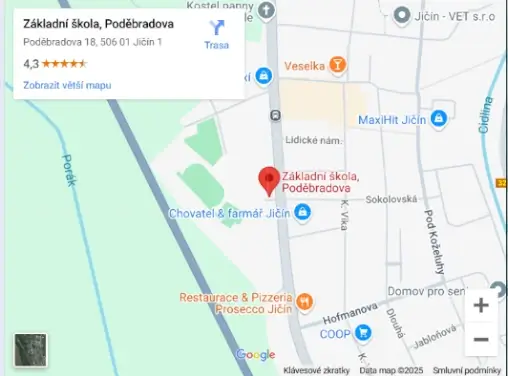 Základní škola, Poděbradova
Poděbradova 18, 506 01 Jičín 1
4,3
Zobrazit větší mapu
Trasa
Kostel panny
Jičín - VET s.r.o
Veselka
MaxiHit Jičín
Cidlina
Lidické nám.
Porák
Základní škola,
Poděbradova
Sokolovská
Chovatel & farmář Jičín
K. Vika
Pod Koželuhy
32
Domov pro sen
Restaurace & Pizzeria
Prosecco Jičín
Hofmanova
Dlouhá
Jabloňová
COOP
K. V
Google
Klávesové zkratky
Data map ©2025
Smluvní podmínky